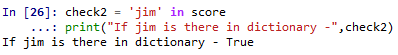 In [26]: check2 = 'jim' in score
...: print("If jim is there in dictionary -",check2)
If jim is there in dictionary - True